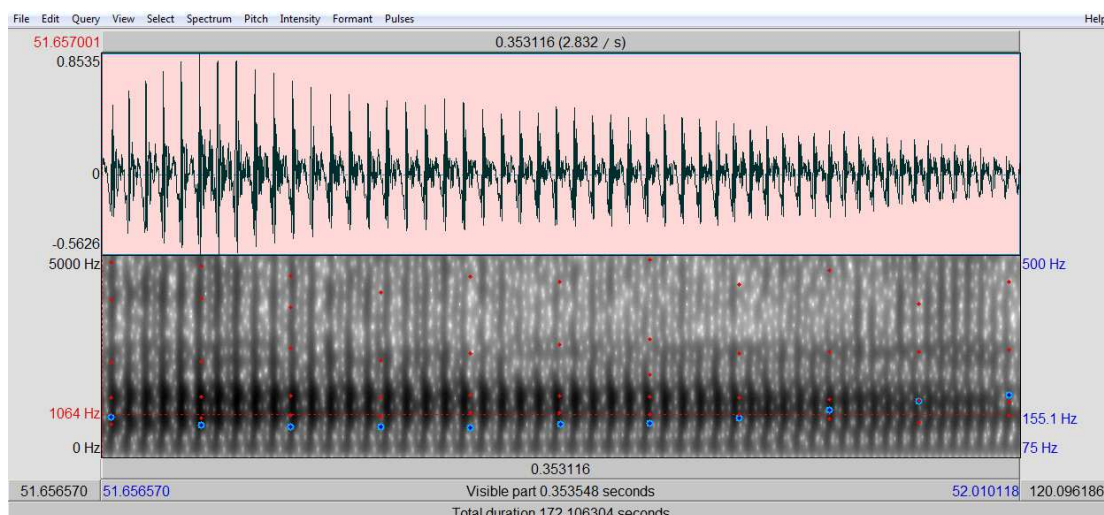 File Edit Query View Select Spectrum Pitch Intensity Formant Pulses Help
51.657001 0.353116 (2.832 / s)
0.8535
0
-0.5626
5000 Hz 500 Hz
1064 Hz 155.1 Hz
0 Hz 75 Hz
0.353116
51.656570 51.656570 Visible part 0.353548 seconds 52.010118 120.096186
Total duration 172.106304 seconds